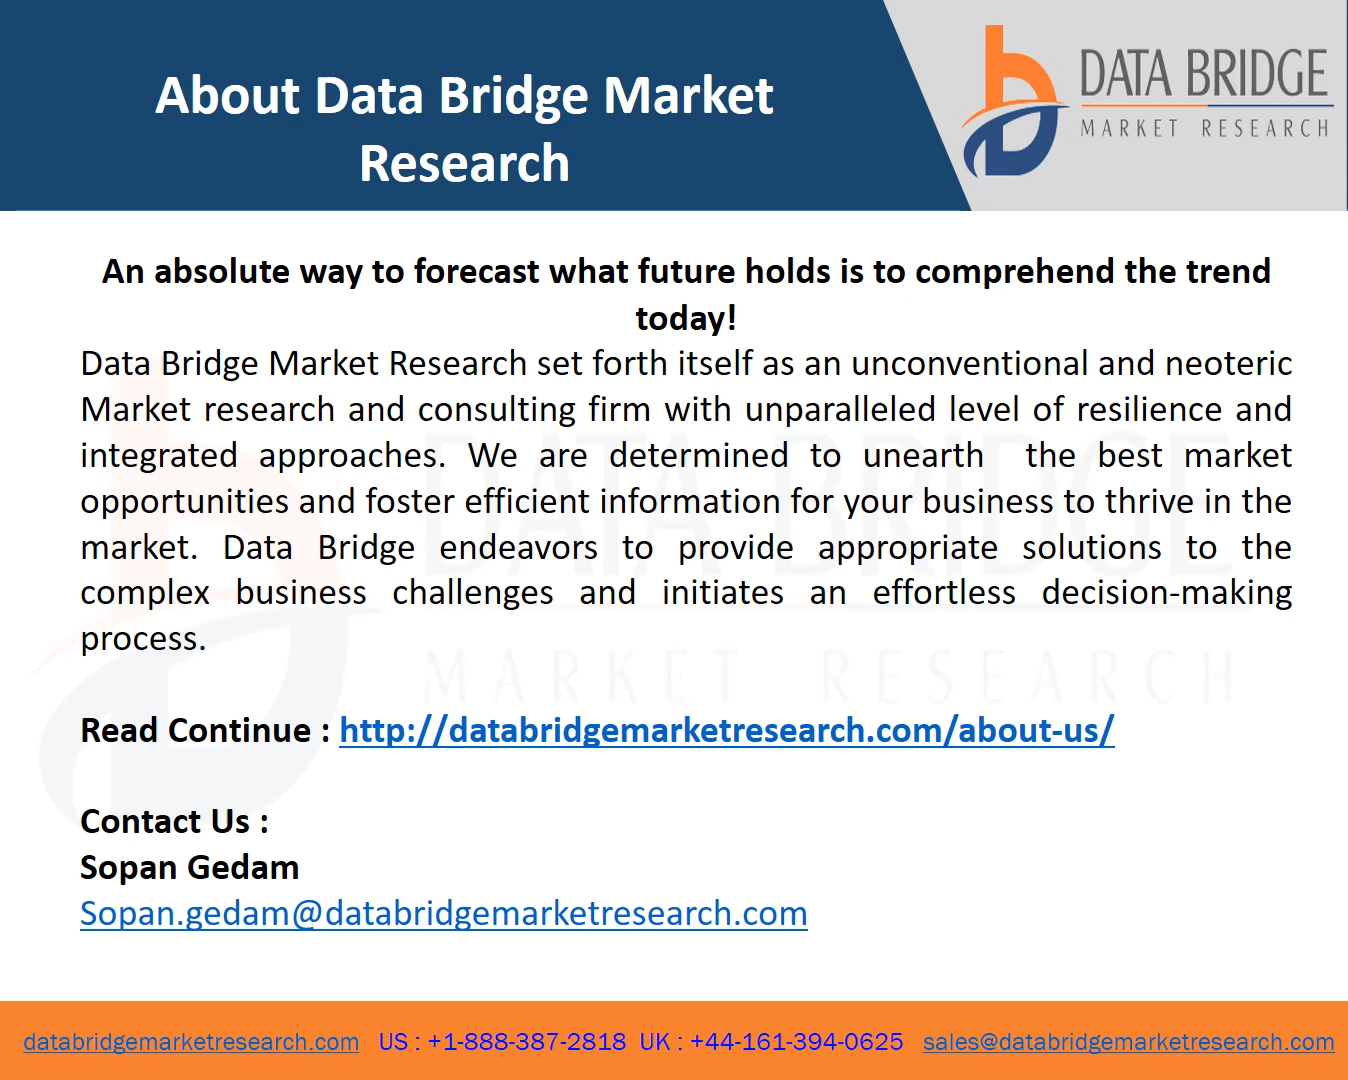 About Data Bridge Market
Research
DATA BRIDGE
MARKET RESEARCH
An absolute way to forecast what future holds is to comprehend the trend
today!
Data Bridge Market Research set forth itself as an unconventional and neoteric
Market research and consulting firm with unparalleled level of resilience and
integrated approaches. We are determined to unearth the best market
opportunities and foster efficient information for your business to thrive in the
market. Data Bridge endeavors to provide appropriate solutions to the
complex business challenges and initiates an effortless decision-making
process.
DATA BRIDGE
MARKET RESEARCH
Read Continue : http://databridgemarketresearch.com/about-us/
Contact Us :
Sopan Gedam
Sopan.gedam@databridgemarketresearch.com
databridgemarketresearch.com US : +1-888-387-2818 UK : +44-161-394-0625 sales@databridgemarketresearch.com